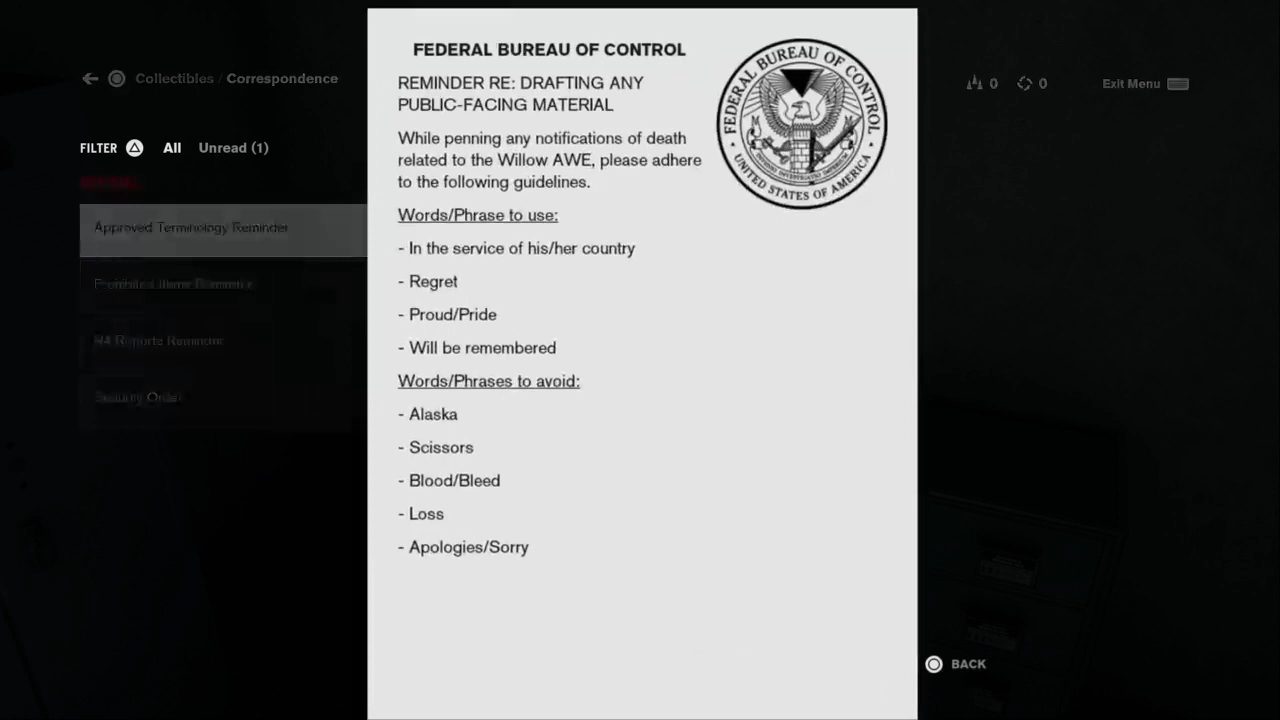 FEDERAL BUREAU OF CONTROL
REMINDER RE: DRAFTING ANY
PUBLIC-FACING MATERIAL
While penning any notifications of death
related to the Willow AWE, please adhere
to the following guidelines.
Words/Phrase to use:
- In the service of his/her country
- Regret
- Proud/Pride
- Will be remembered
Words/Phrases to avoid:
- Alaska
- Scissors
- Blood/Bleed
- Loss
- Apologies/Sorry
FEDERAL BUREAU OF CONTROL
UNITED STATES OF AMERICA
Collectibles / Correspondence
FILTER All Unread (1)
Approved Terminology Reminder
Reports Reminder
Security Order
0 0 Exit Menu
BACK